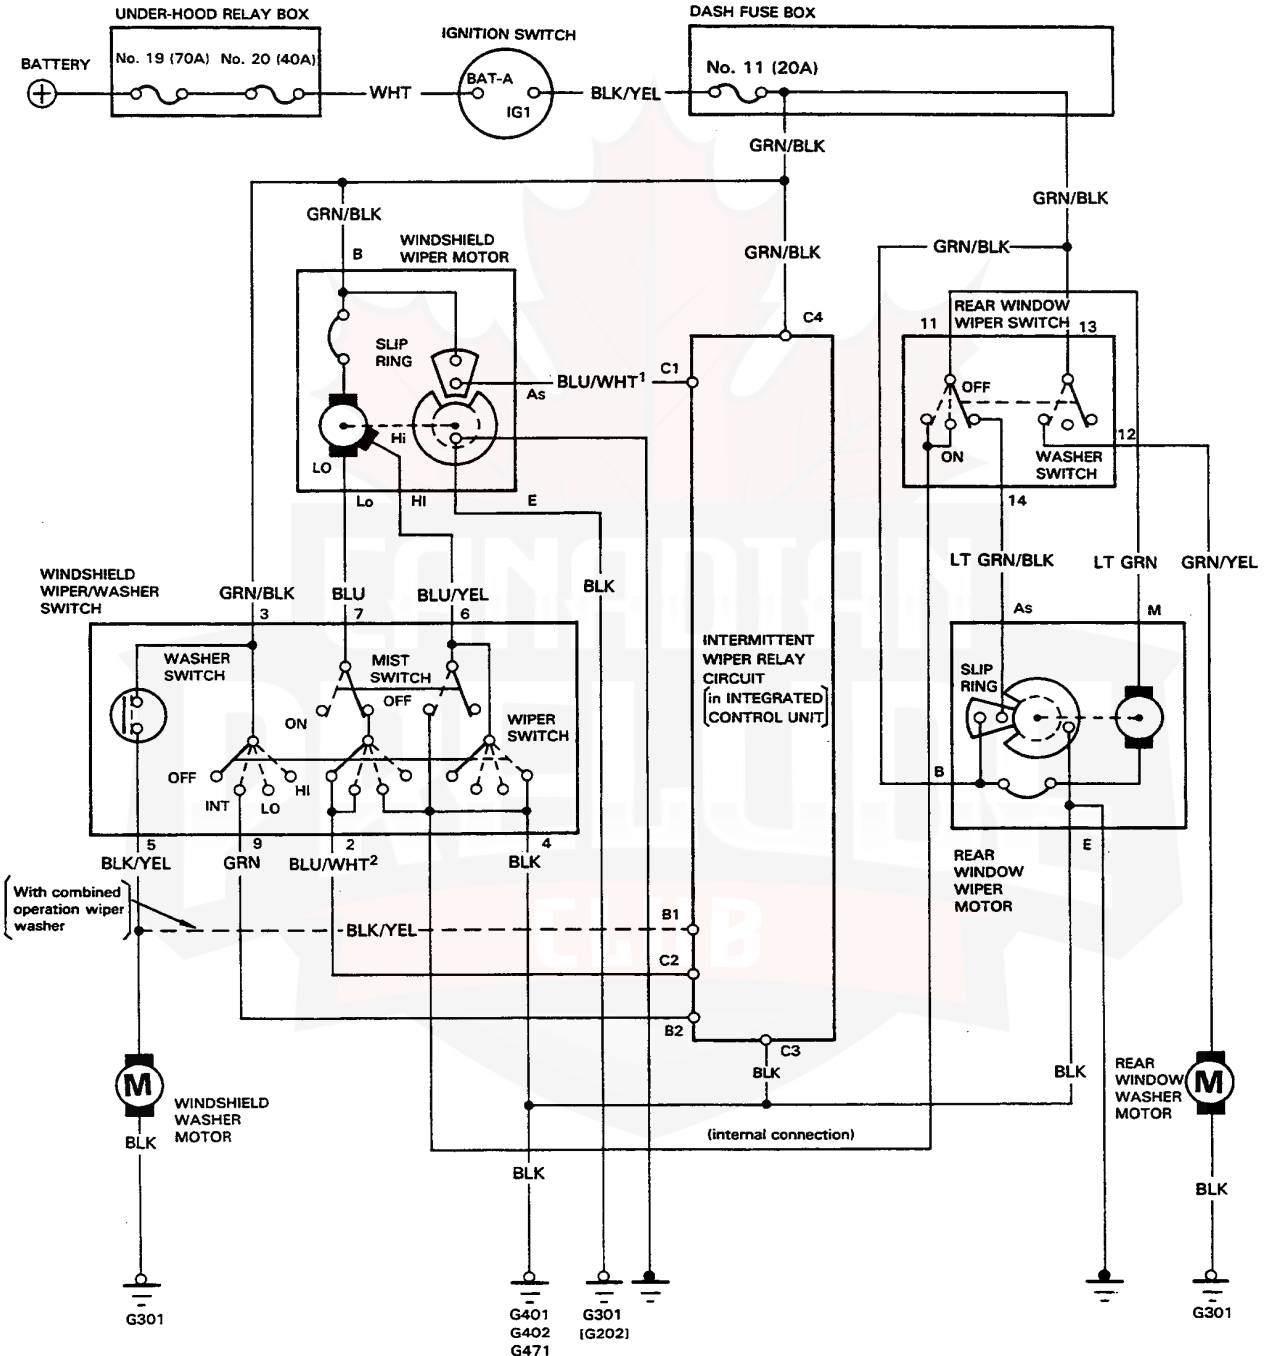 UNDER-HOOD RELAY BOX
No. 19 (70A) No. 20 (40A)
BATTERY
WHT
IGNITION SWITCH
BAT-A
IG1
BLK/YEL
DASH FUSE BOX
No. 11 (20A)
GRN/BLK
GRN/BLK
GRN/BLK
GRN/BLK
GRN/BLK
B
WINDSHIELD
WIPER MOTOR
SLIP
RING
As
BLU/WHT1
C1
C4
Hi
LO
Lo
HI
E
REAR WINDOW
WIPER SWITCH
11
13
OFF
ON
WASHER
SWITCH
12
14
LT GRN/BLK
LT GRN
GRN/YEL
WINDSHIELD
WIPER/WASHER
SWITCH
GRN/BLK
BLU
BLU/YEL
BLK
3
7
6
WASHER
SWITCH
MIST
SWITCH
OFF
ON
WIPER
SWITCH
OFF
INT
LO
HI
INTERMITTENT
WIPER RELAY
CIRCUIT
[in INTEGRATED
CONTROL UNIT]
As
M
SLIP
RING
B
E
REAR
WINDOW
WIPER
MOTOR
5
9
2
4
BLK/YEL
GRN
BLU/WHT2
BLK
(With combined
operation wiper
washer)
BLK/YEL
B1
C2
B2
C3
BLK
CANADIAN
PRELUDE
CLUB
M
WINDSHIELD
WASHER
MOTOR
BLK
BLK
REAR
WINDOW
WASHER
MOTOR
M
(internal connection)
BLK
BLK
G301
G401
G402
G471
G301
[G202]
G301